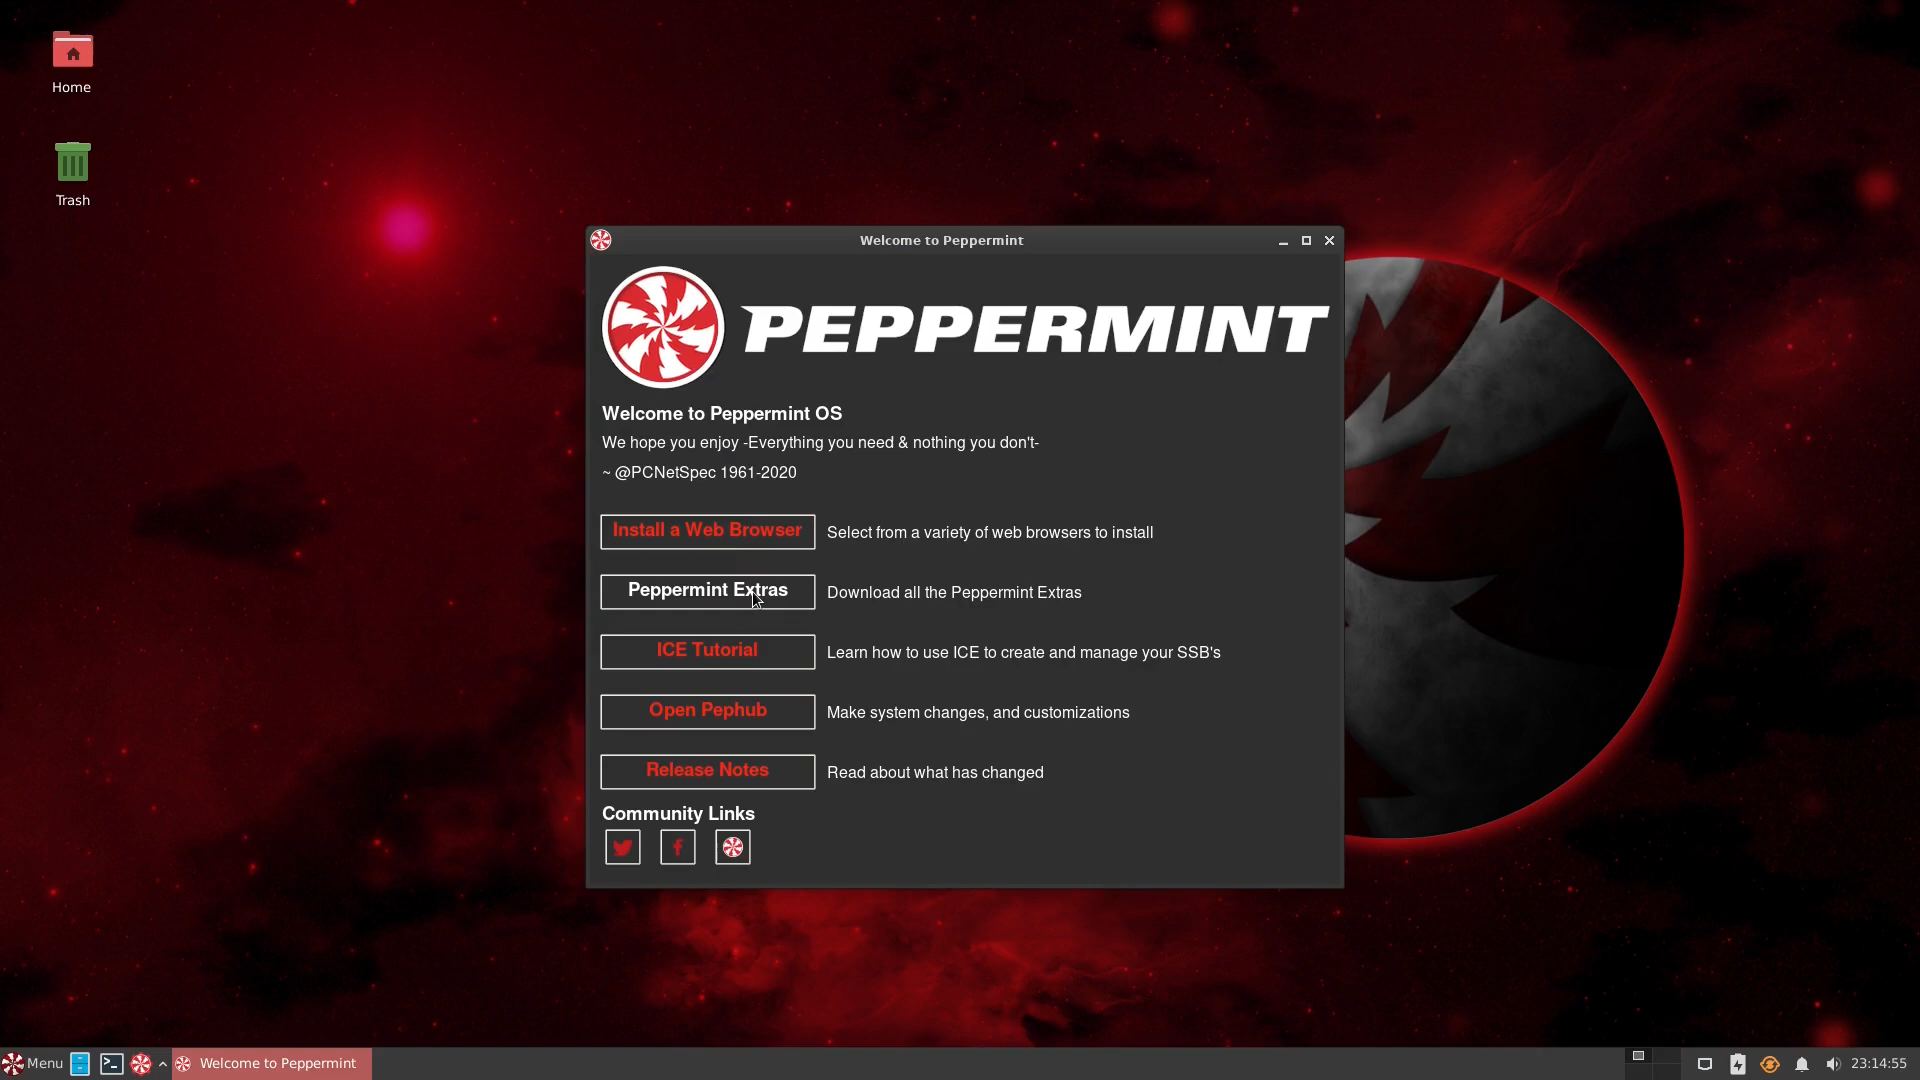 Home
Trash
Welcome to Peppermint
PEPPERMINT
Welcome to Peppermint OS
We hope you enjoy -Everything you need & nothing you don't-
~ @PCNetSpec 1961-2020
Install a Web Browser Select from a variety of web browsers to install
Peppermint Extras Download all the Peppermint Extras
ICE Tutorial Learn how to use ICE to create and manage your SSB's
Open Pephub Make system changes, and customizations
Release Notes Read about what has changed
Community Links
Menu Welcome to Peppermint 23:14:55